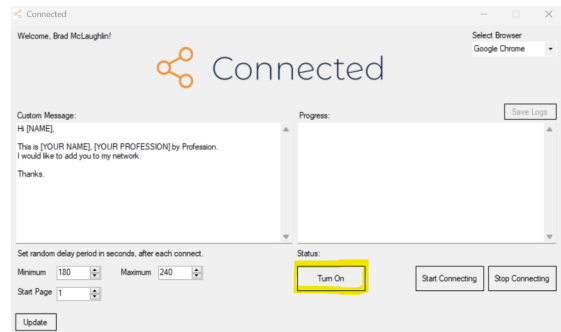 Connected
Welcome, Brad McLaughlin!
Select Browser
Google Chrome
Connected
Save Logs
Custom Message:
Progress:
Hi [NAME],
This is [YOUR NAME], [YOUR PROFESSION] by Profession.
I would like to add you to my network.
Thanks.
Set random delay period in seconds, after each connect.
Status:
Minimum 180 Maximum 240
Turn On
Start Connecting
Stop Connecting
Start Page 1
Update